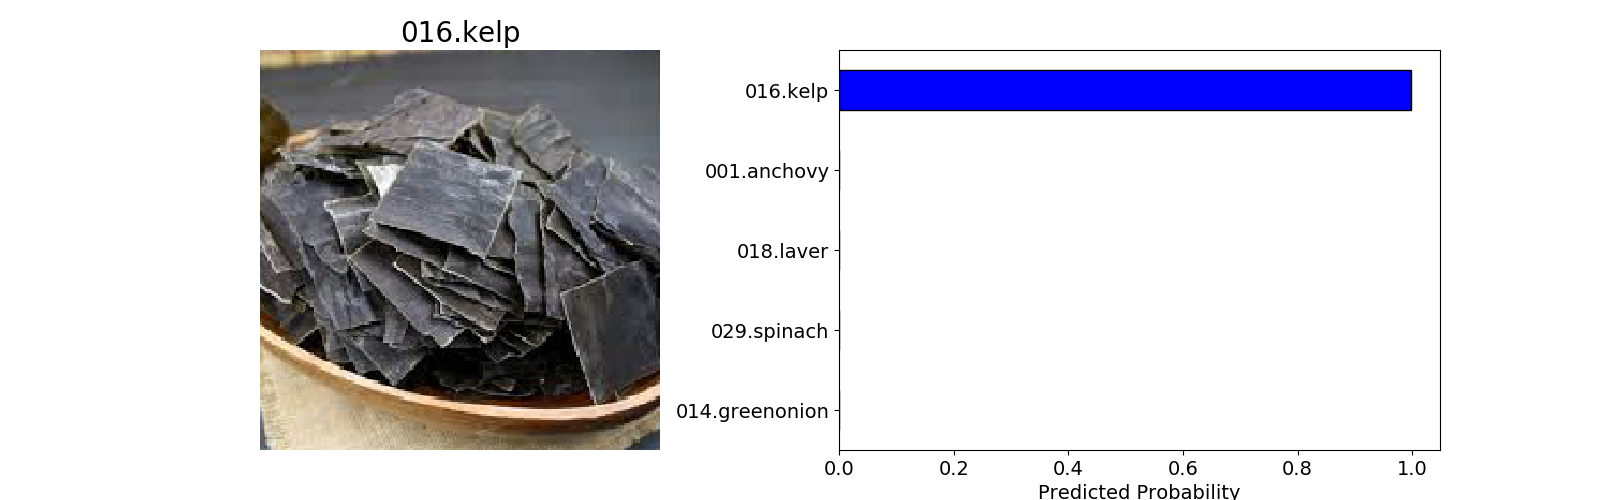 016.kelp
016.kelp
001.anchovy
018.laver
029.spinach
014.greenonion
0.0 0.2 0.4 0.6 0.8 1.0
Predicted Probability